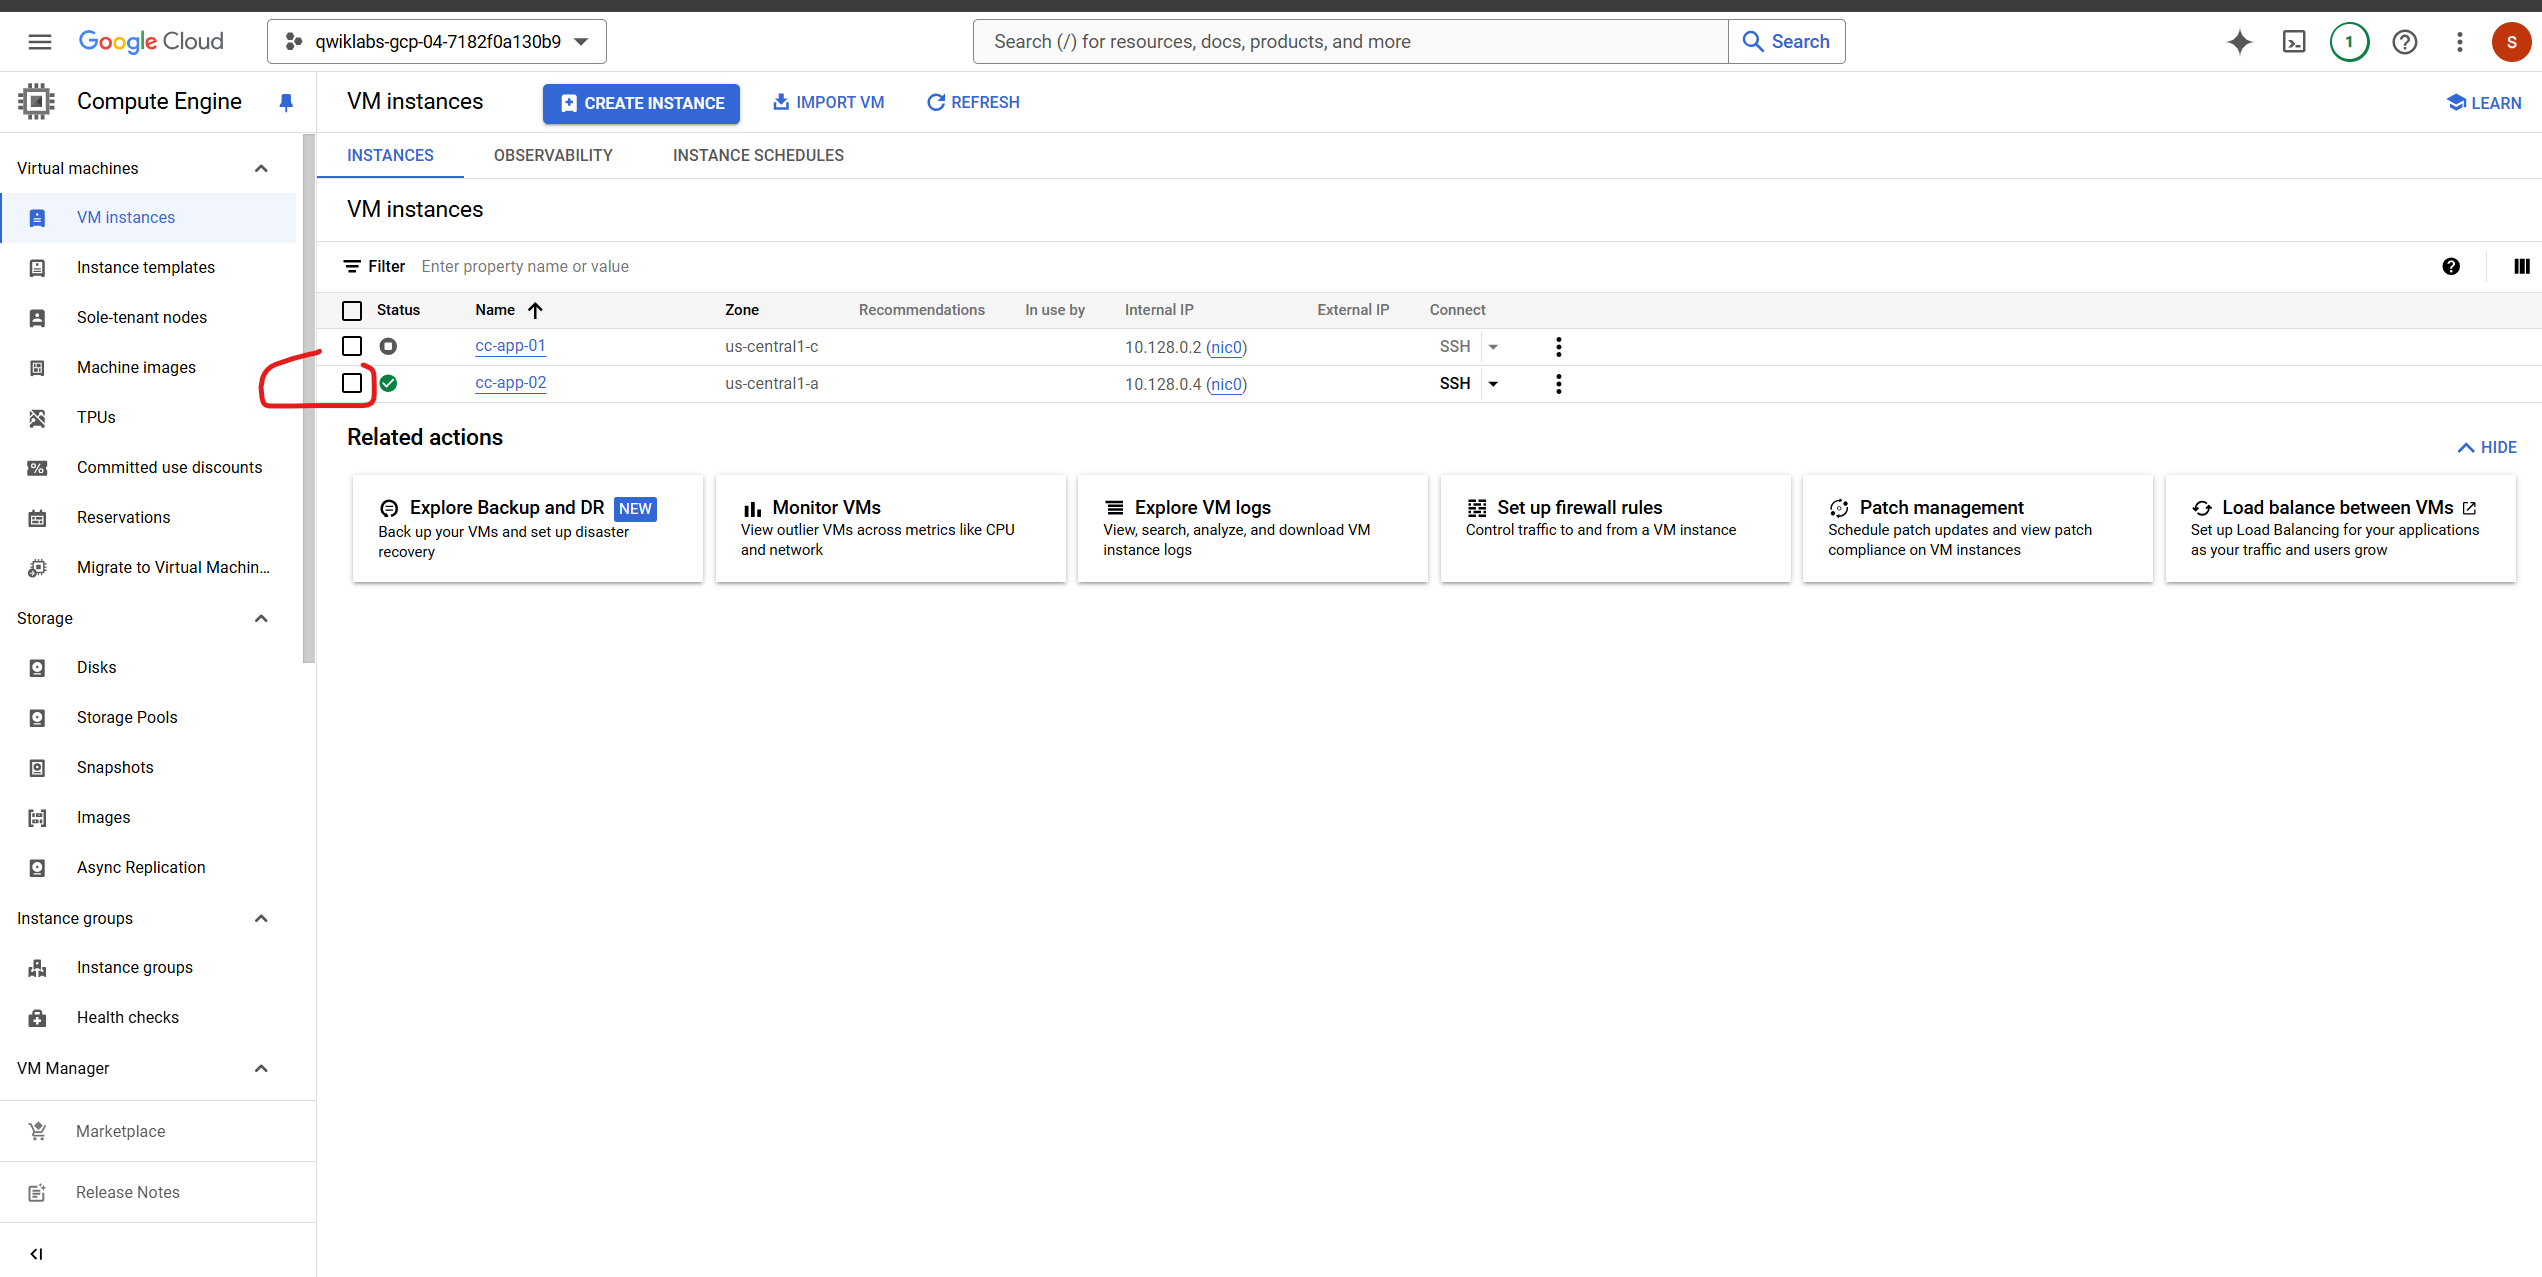 Google Cloud
qwiklabs-gcp-04-7182f0a130b9
Search (/) for resources, docs, products, and more
Search
1
S
Compute Engine
VM instances
CREATE INSTANCE
IMPORT VM
REFRESH
LEARN
Virtual machines
VM instances
Instance templates
Sole-tenant nodes
Machine images
TPUs
Committed use discounts
Reservations
Migrate to Virtual Machin...
Storage
Disks
Storage Pools
Snapshots
Images
Async Replication
Instance groups
Instance groups
Health checks
VM Manager
Marketplace
Release Notes
INSTANCES
OBSERVABILITY
INSTANCE SCHEDULES
VM instances
Filter Enter property name or value
Status Name Zone Recommendations In use by Internal IP External IP Connect
cc-app-01 us-central1-c 10.128.0.2 (nic0) SSH
cc-app-02 us-central1-a 10.128.0.4 (nic0) SSH
Related actions
HIDE
Explore Backup and DR NEW
Back up your VMs and set up disaster
recovery
Monitor VMs
View outlier VMs across metrics like CPU
and network
Explore VM logs
View, search, analyze, and download VM
instance logs
Set up firewall rules
Control traffic to and from a VM instance
Patch management
Schedule patch updates and view patch
compliance on VM instances
Load balance between VMs
Set up Load Balancing for your applications
as your traffic and users grow